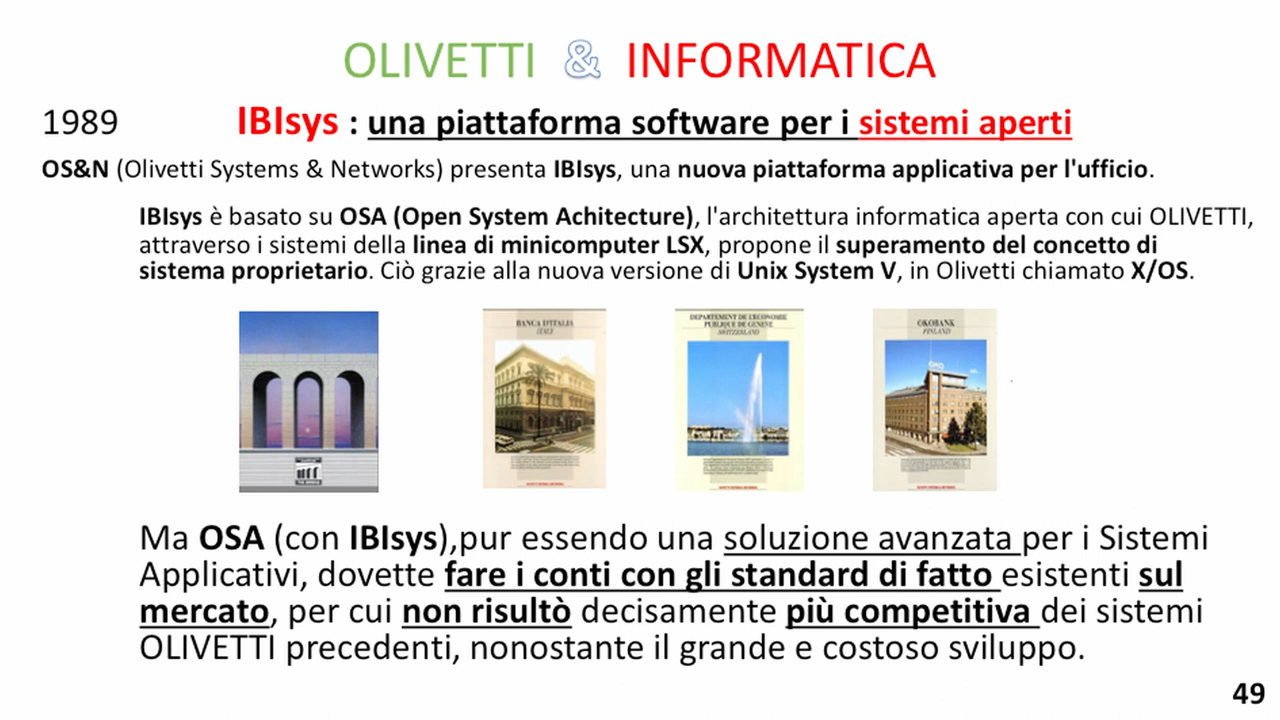 OLIVETTI & INFORMATICA
1989 IBIsys : una piattaforma software per i sistemi aperti
OS&N (Olivetti Systems & Networks) presenta IBIsys, una nuova piattaforma applicativa per l'ufficio.
IBIsys è basato su OSA (Open System Achitecture), l'architettura informatica aperta con cui OLIVETTI,
attraverso i sistemi della linea di minicomputer LSX, propone il superamento del concetto di
sistema proprietario. Ciò grazie alla nuova versione di Unix System V, in Olivetti chiamato X/OS.
BANCA D'ITALIA
ITALY
DEPARTEMENT DE L'ECONOMIE
PUBLIQUE DE GENEVE
SWITZERLAND
OKOBANK
FINLAND
Ma OSA (con IBIsys),pur essendo una soluzione avanzata per i Sistemi
Applicativi, dovette fare i conti con gli standard di fatto esistenti sul
mercato, per cui non risultò decisamente più competitiva dei sistemi
OLIVETTI precedenti, nonostante il grande e costoso sviluppo.
49